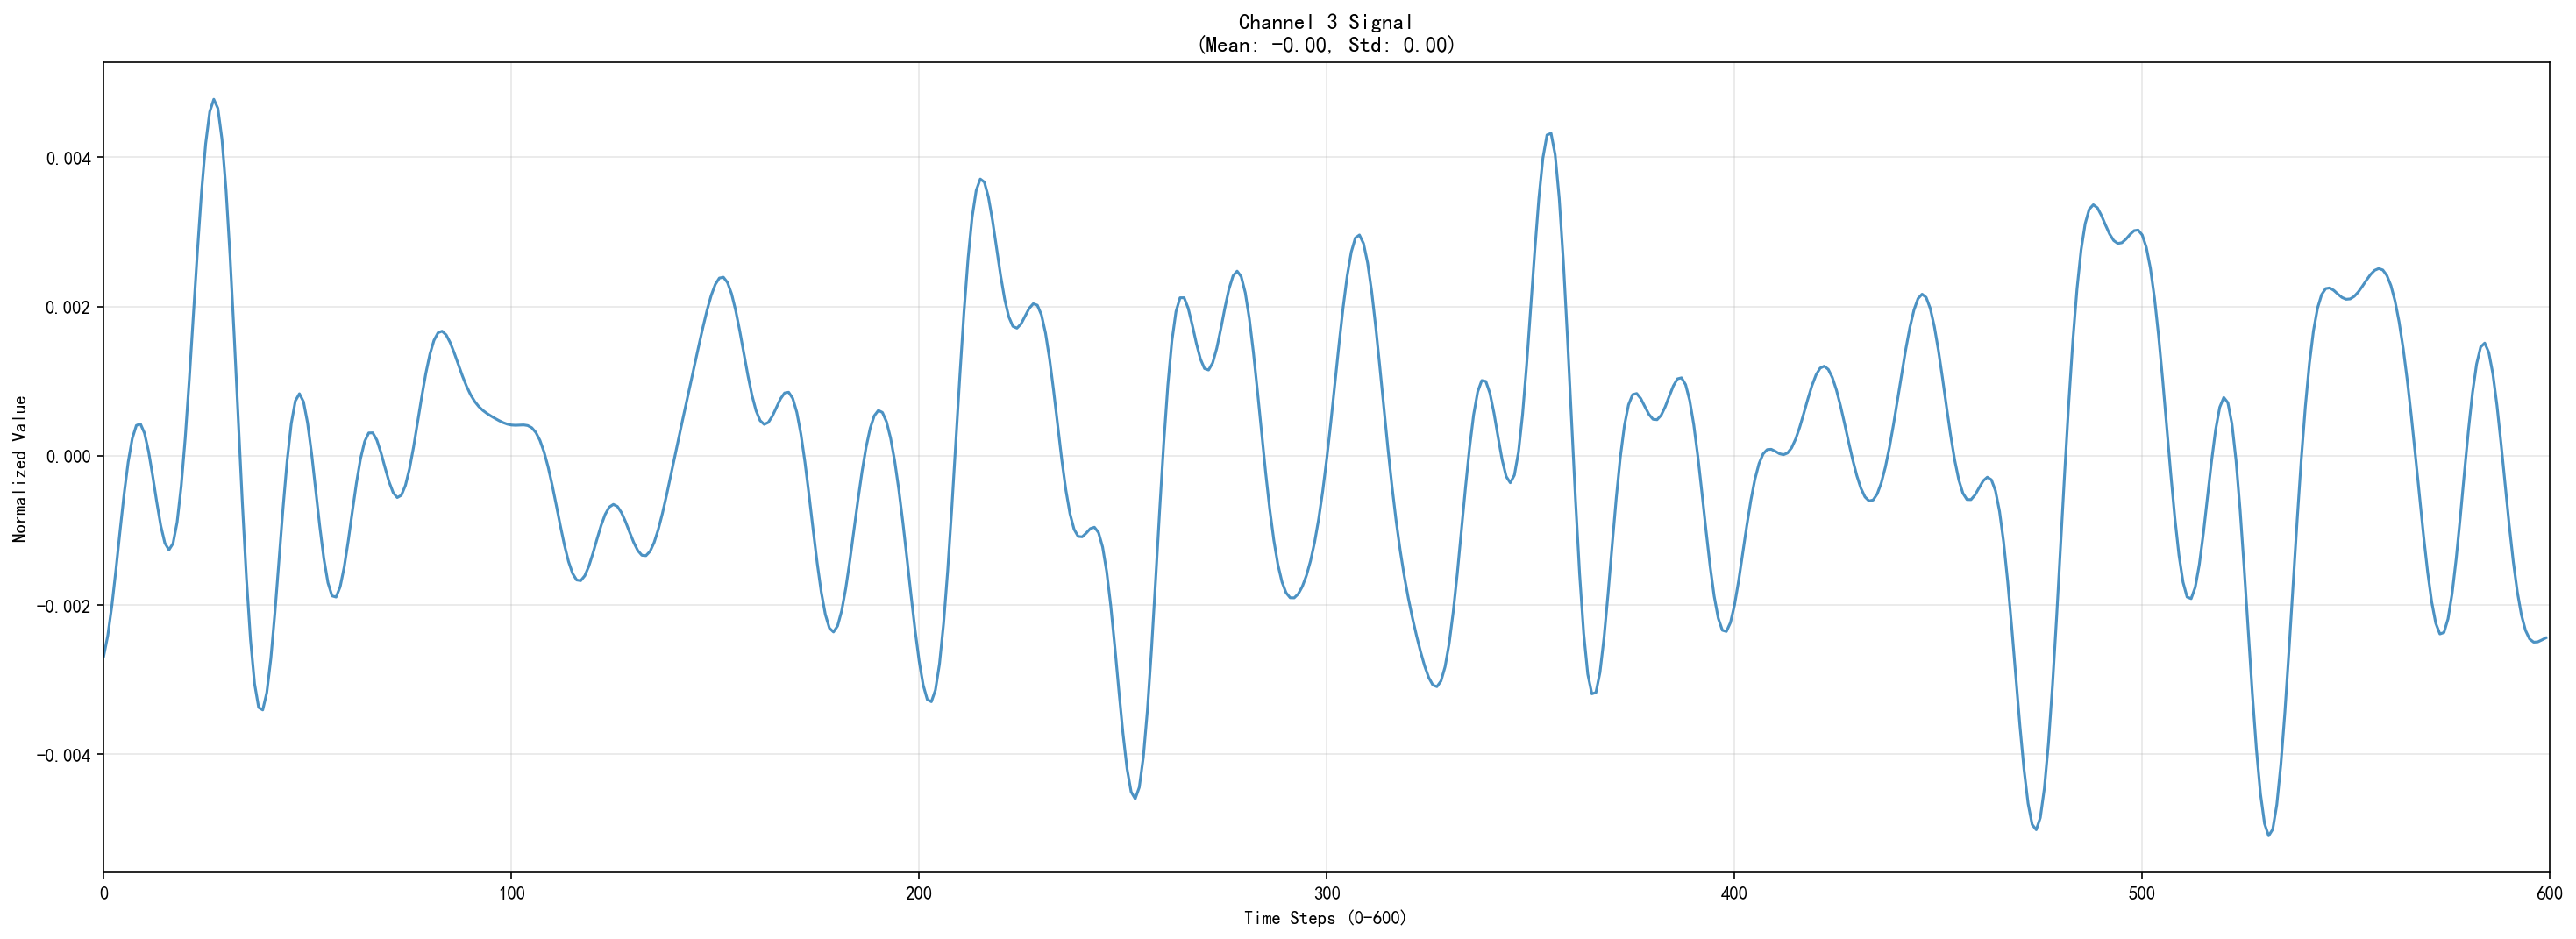 Channel 3 Signal
(Mean: -0.00, Std: 0.00)
Normalized Value
0.004
0.002
0.000
-0.002
-0.004
0 100 200 300 400 500 600
Time Steps (0-600)